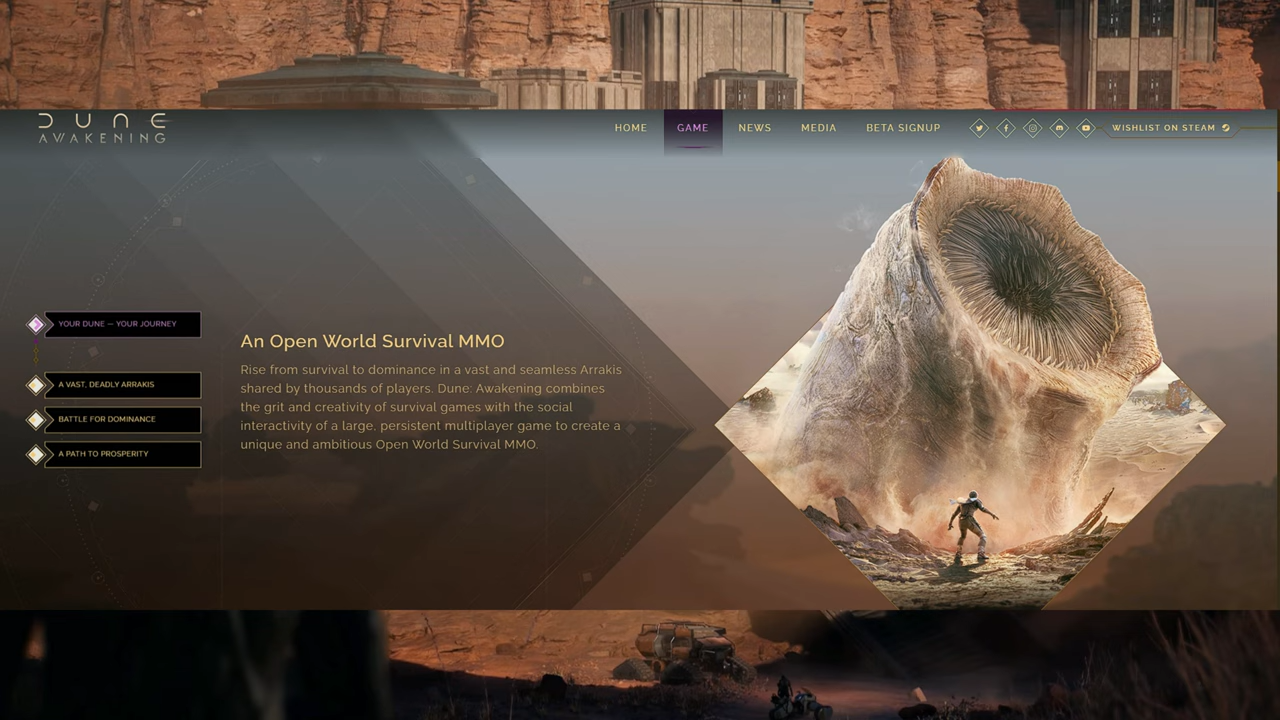 DUNE
AWAKENING
HOME
GAME
NEWS
MEDIA
BETA SIGNUP
WISHLIST ON STEAM
YOUR DUNE — YOUR JOURNEY
A VAST, DEADLY ARRAKIS
BATTLE FOR DOMINANCE
A PATH TO PROSPERITY
An Open World Survival MMO
Rise from survival to dominance in a vast and seamless Arrakis
shared by thousands of players. Dune: Awakening combines
the grit and creativity of survival games with the social
interactivity of a large, persistent multiplayer game to create a
unique and ambitious Open World Survival MMO.